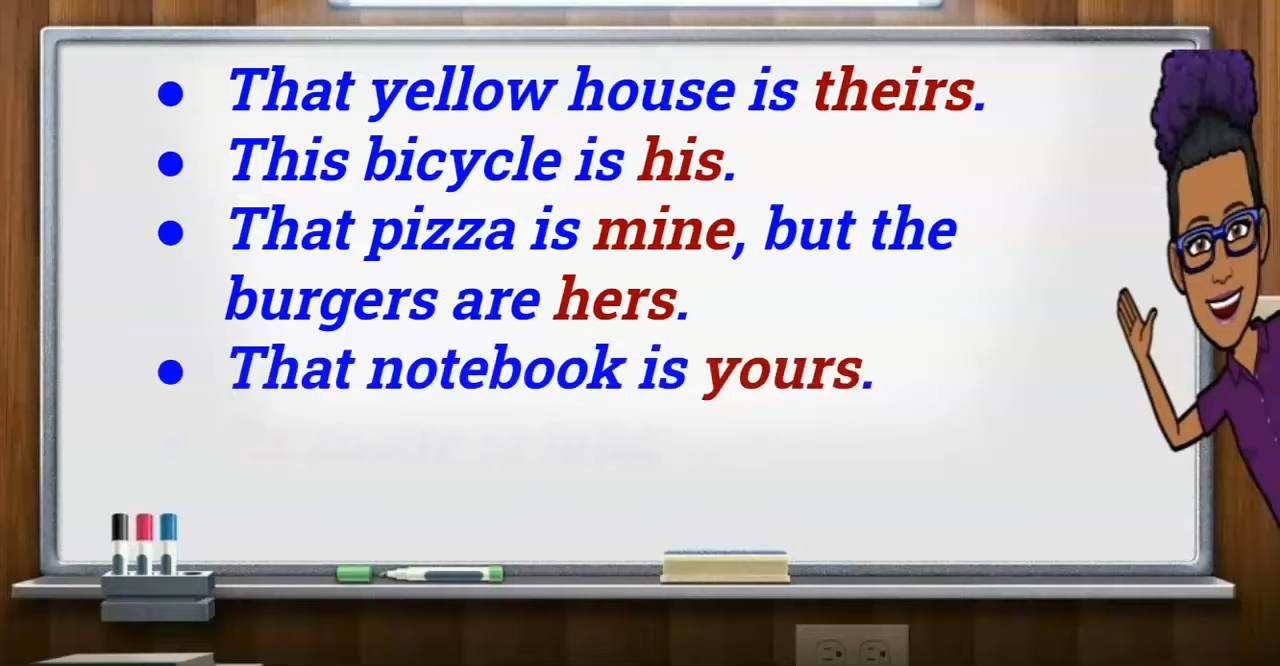 ● That yellow house is theirs.
● This bicycle is his.
● That pizza is mine, but the
burgers are hers.
● That notebook is yours.